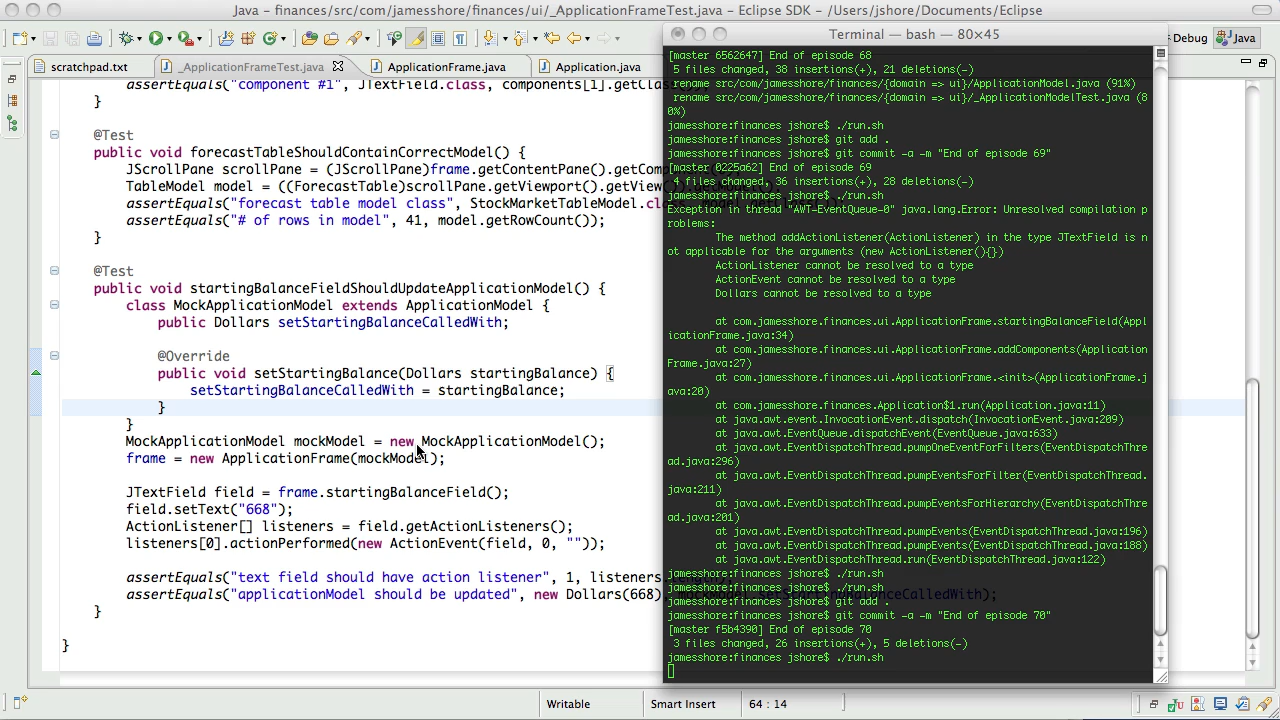 Java - finances/src/com/jamesshore/finances/ui/_ApplicationFrameTest.java - Eclipse SDK - /Users/jshore/Documents/Eclipse
Debug
Java
scratchpad.txt
_ApplicationFrameTest.java
ApplicationFrame.java
Application.java
assertEquals("component #1", JTextField.class, components[1].getClass
}
@Test
public void forecastTableShouldContainCorrectModel() {
JScrollPane scrollPane = (JScrollPane)frame.getContentPane().getComp
TableModel model = ((ForecastTable)scrollPane.getViewport().getView()
assertEquals("forecast table model class", StockMarketTableModel.cl
assertEquals("# of rows in model", 41, model.getRowCount());
}
@Test
public void startingBalanceFieldShouldUpdateApplicationModel() {
class MockApplicationModel extends ApplicationModel {
public Dollars setStartingBalanceCalledWith;
@Override
public void setStartingBalance(Dollars startingBalance) {
setStartingBalanceCalledWith = startingBalance;
}
}
MockApplicationModel mockModel = new MockApplicationModel();
frame = new ApplicationFrame(mockModel);
JTextField field = frame.startingBalanceField();
field.setText("668");
ActionListener[] listeners = field.getActionListeners();
listeners[0].actionPerformed(new ActionEvent(field, 0, ""));
assertEquals("text field should have action listener", 1, listeners
assertEquals("applicationModel should be updated", new Dollars(668),
}
}
Terminal — bash — 80×45
[master 6562647] End of episode 68
5 files changed, 38 insertions(+), 21 deletions(-)
rename src/com/jamesshore/finances/{domain => ui}/ApplicationModel.java (91%)
rename src/com/jamesshore/finances/{domain => ui}/_ApplicationModelTest.java (8
0%)
jamesshore:finances jshore$ ./run.sh
jamesshore:finances jshore$ git add .
jamesshore:finances jshore$ git commit -a -m "End of episode 69"
[master 0225a62] End of episode 69
4 files changed, 36 insertions(+), 28 deletions(-)
jamesshore:finances jshore$ ./run.sh
Exception in thread "AWT-EventQueue-0" java.lang.Error: Unresolved compilation p
roblems:
The method addActionListener(ActionListener) in the type JTextField is n
ot applicable for the arguments (new ActionListener(){})
ActionListener cannot be resolved to a type
ActionEvent cannot be resolved to a type
Dollars cannot be resolved to a type
at com.jamesshore.finances.ui.ApplicationFrame.startingBalanceField(Appl
icationFrame.java:34)
at com.jamesshore.finances.ui.ApplicationFrame.addComponents(Application
Frame.java:27)
at com.jamesshore.finances.ui.ApplicationFrame.<init>(ApplicationFrame.j
ava:20)
at com.jamesshore.finances.Application$1.run(Application.java:11)
at java.awt.event.InvocationEvent.dispatch(InvocationEvent.java:209)
at java.awt.EventQueue.dispatchEvent(EventQueue.java:633)
at java.awt.EventDispatchThread.pumpOneEventForFilters(EventDispatchThre
ad.java:296)
at java.awt.EventDispatchThread.pumpEventsForFilter(EventDispatchThread.
java:211)
at java.awt.EventDispatchThread.pumpEventsForHierarchy(EventDispatchThre
ad.java:201)
at java.awt.EventDispatchThread.pumpEvents(EventDispatchThread.java:196)
at java.awt.EventDispatchThread.pumpEvents(EventDispatchThread.java:188)
at java.awt.EventDispatchThread.run(EventDispatchThread.java:122)
jamesshore:finances jshore$ ./run.sh
jamesshore:finances jshore$ ./run.sh
jamesshore:finances jshore$ git add .
jamesshore:finances jshore$ git commit -a -m "End of episode 70"
[master f5b4390] End of episode 70
3 files changed, 26 insertions(+), 5 deletions(-)
jamesshore:finances jshore$ ./run.sh
Writable
Smart Insert
64 : 14